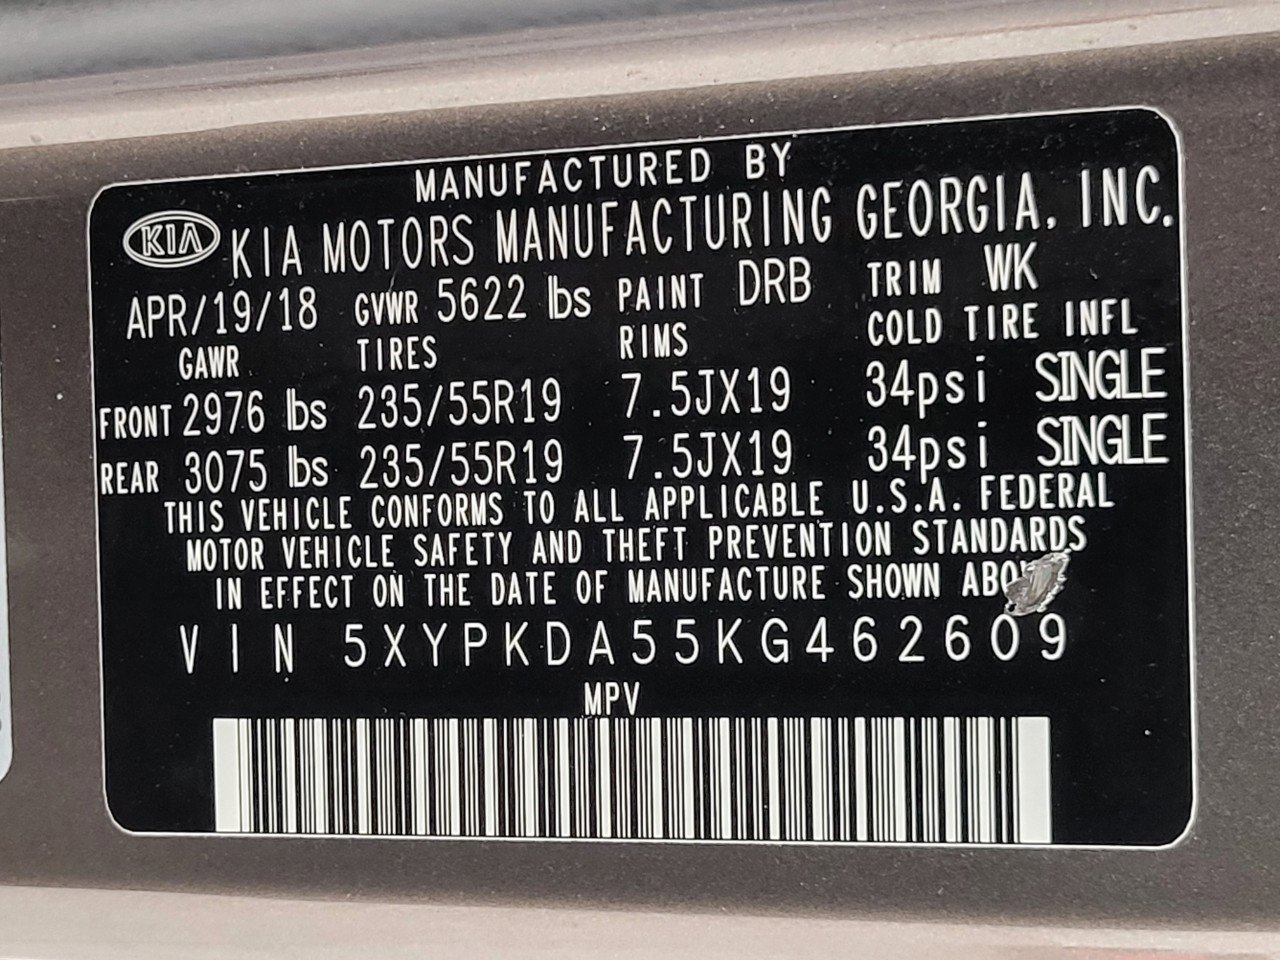 MANUFACTURED BY
KIA KIA MOTORS MANUFACTURING GEORGIA, INC.
APR/19/18 GVWR 5622 lbs PAINT DRB TRIM WK
GAWR TIRES RIMS COLD TIRE INFL
FRONT 2976 lbs 235/55R19 7.5JX19 34psi SINGLE
REAR 3075 lbs 235/55R19 7.5JX19 34psi SINGLE
THIS VEHICLE CONFORMS TO ALL APPLICABLE U.S.A. FEDERAL
MOTOR VEHICLE SAFETY AND THEFT PREVENTION STANDARDS
IN EFFECT ON THE DATE OF MANUFACTURE SHOWN
VIN 5XYPKDA55KG462609
MPV